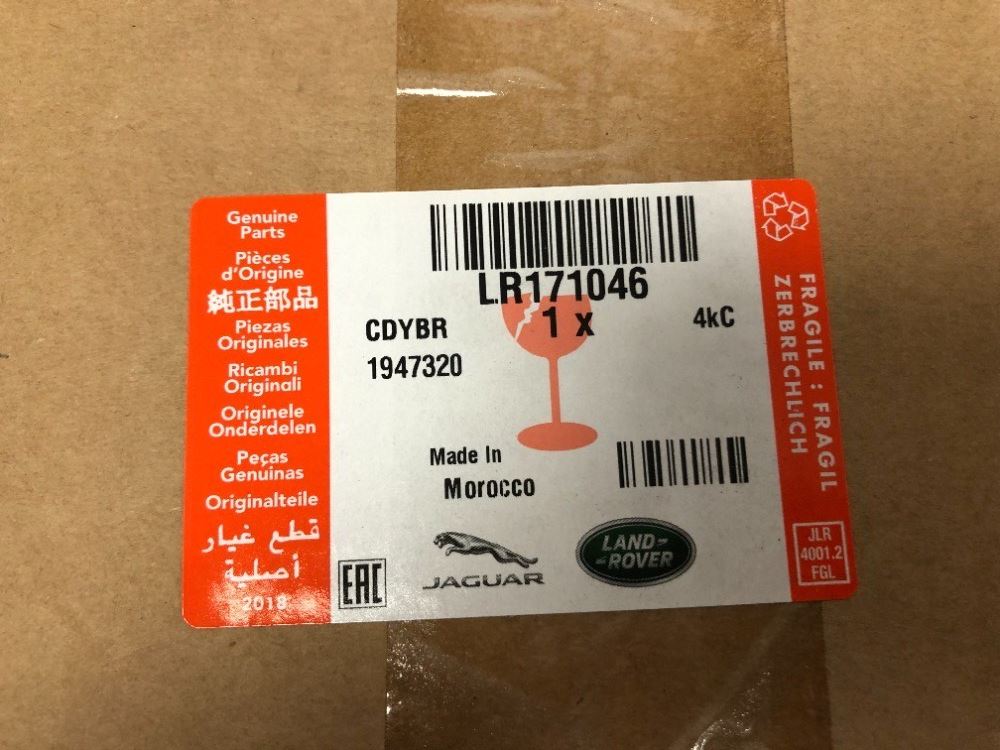 Genuine
Parts
Pièces
d'Origine
純正部品
Piezas
Originales
Ricambi
Originali
Originele
Onderdelen
Peças
Genuinas
Originalteile
قطع غيار
أصلية
2018
LR171046
1 x
4kC
CDYBR
1947320
Made In
Morocco
EAC
JAGUAR
LAND-
-ROVER
FRAGILE : FRAGIL
ZERBRECHLICH
JLR
4001.2
FGL